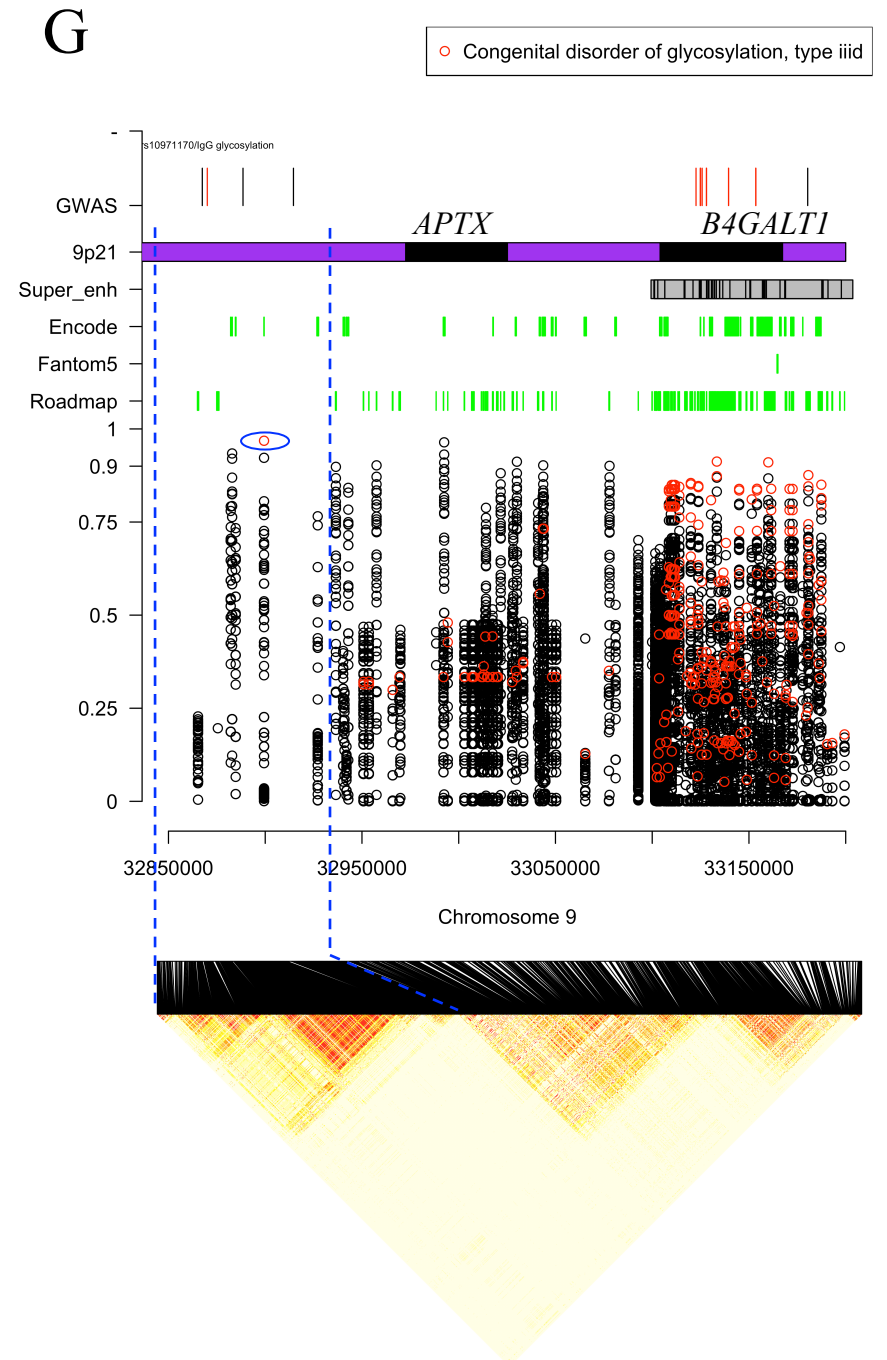 G
Congenital disorder of glycosylation, type iiid
-
rs10971170/IgG glycosylation
GWAS
APTX
B4GALT1
9p21
Super_enh
Encode
Fantom5
Roadmap
1
0.9
0.75
0.5
0.25
0
32850000
32950000
33050000
33150000
Chromosome 9